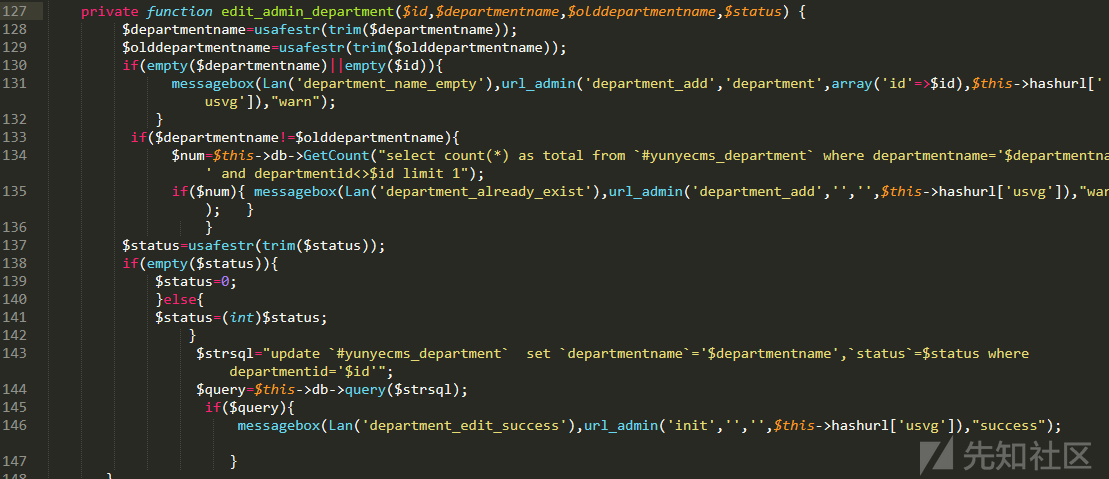 127 private function edit_admin_department($id,$departmentname,$olddepartmentname,$status) {
128 $departmentname=usafestr(trim($departmentname));
129 $olddepartmentname=usafestr(trim($olddepartmentname));
130 if(empty($departmentname)||empty($id)){
131 messagebox(Lan('department_name_empty'),url_admin('department_add','department',array('id'=>$id),$this->hashurl['
usvg']),"warn");
132 }
133 if($departmentname!=$olddepartmentname){
134 $num=$this->db->GetCount("select count(*) as total from `#yunyecms_department` where departmentname='$departmentna
' and departmentid<>$id limit 1");
135 if($num){ messagebox(Lan('department_already_exist'),url_admin('department_add','','',$this->hashurl['usvg']),"war
); }
136 }
137 $status=usafestr(trim($status));
138 if(empty($status)){
139 $status=0;
140 }else{
141 $status=(int)$status;
142 }
143 $strsql="update `#yunyecms_department` set `departmentname`='$departmentname',`status`=$status where
departmentid='$id'";
144 $query=$this->db->query($strsql);
145 if($query){
146 messagebox(Lan('department_edit_success'),url_admin('init','','',$this->hashurl['usvg']),"success");
147 }
148 }
先知社区